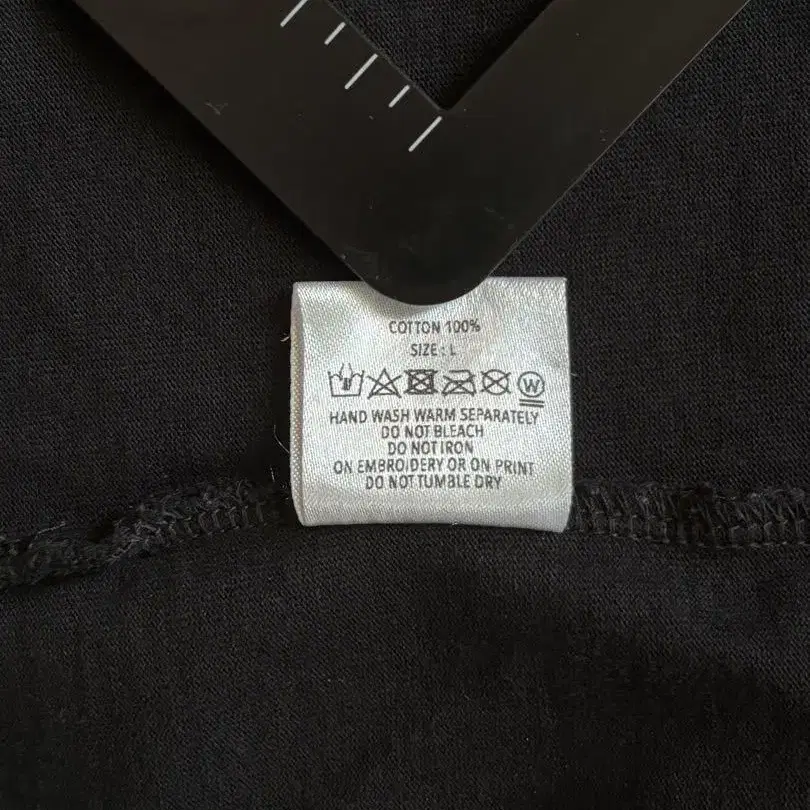 COTTON 100%
SIZE : L
W
HAND WASH WARM SEPARATELY
DO NOT BLEACH
DO NOT IRON
ON EMBROIDERY OR ON PRINT
DO NOT TUMBLE DRY